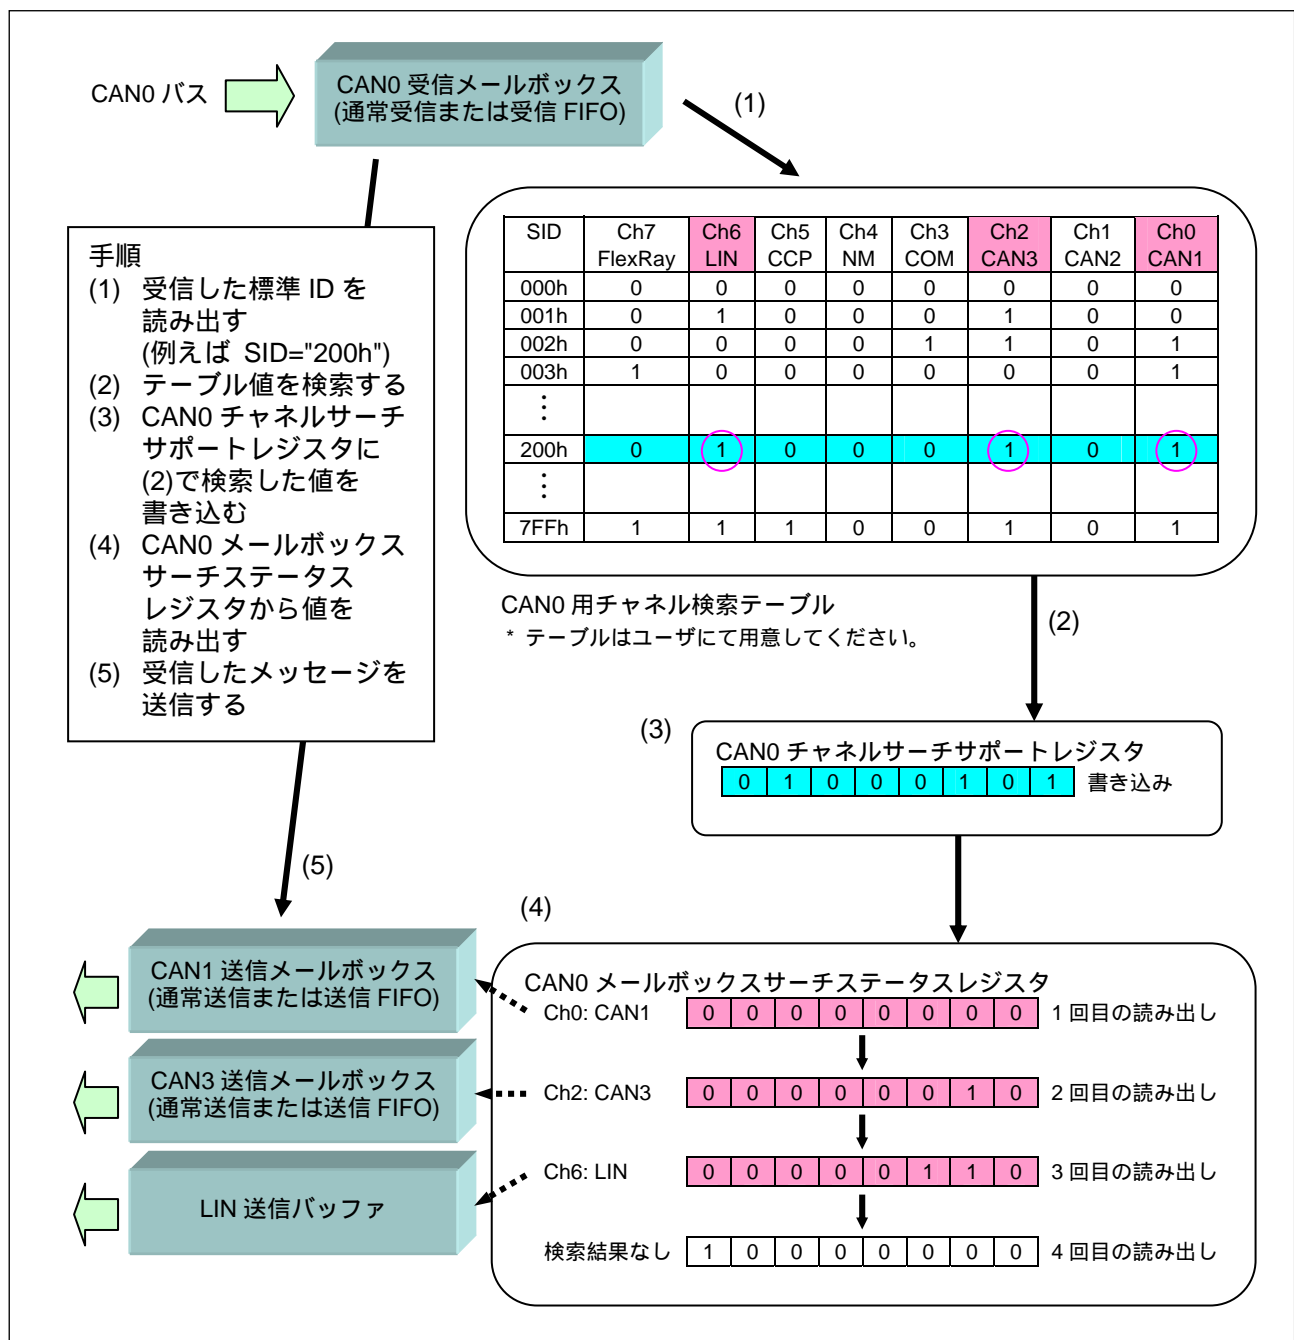 CAN0 バス
CAN0 受信メールボックス
(通常受信または受信 FIFO)
(1)
手順
(1) 受信した標準 ID を
読み出す
(例えば SID="200h")
(2) テーブル値を検索する
(3) CAN0 チャネルサーチ
サポートレジスタに
(2)で検索した値を
書き込む
(4) CAN0 メールボックス
サーチステータス
レジスタから値を
読み出す
(5) 受信したメッセージを
送信する
SID Ch7 Ch6 Ch5 Ch4 Ch3 Ch2 Ch1 Ch0
FlexRay LIN CCP NM COM CAN3 CAN2 CAN1
000h 0 0 0 0 0 0 0 0
001h 0 1 0 0 0 1 0 0
002h 0 0 0 0 1 1 0 1
003h 1 0 0 0 0 0 0 1
⋮
200h 0 1 0 0 0 1 0 1
⋮
7FFh 1 1 1 0 0 1 0 1
CAN0 用チャネル検索テーブル
* テーブルはユーザにて用意してください。
(2)
(3)
CAN0 チャネルサーチサポートレジスタ
0 1 0 0 0 1 0 1 書き込み
(5)
(4)
CAN1 送信メールボックス
(通常送信または送信 FIFO)
CAN3 送信メールボックス
(通常送信または送信 FIFO)
LIN 送信バッファ
CAN0 メールボックスサーチステータスレジスタ
Ch0: CAN1 0 0 0 0 0 0 0 0 1 回目の読み出し
Ch2: CAN3 0 0 0 0 0 0 1 0 2 回目の読み出し
Ch6: LIN 0 0 0 0 0 1 1 0 3 回目の読み出し
検索結果なし 1 0 0 0 0 0 0 0 4 回目の読み出し